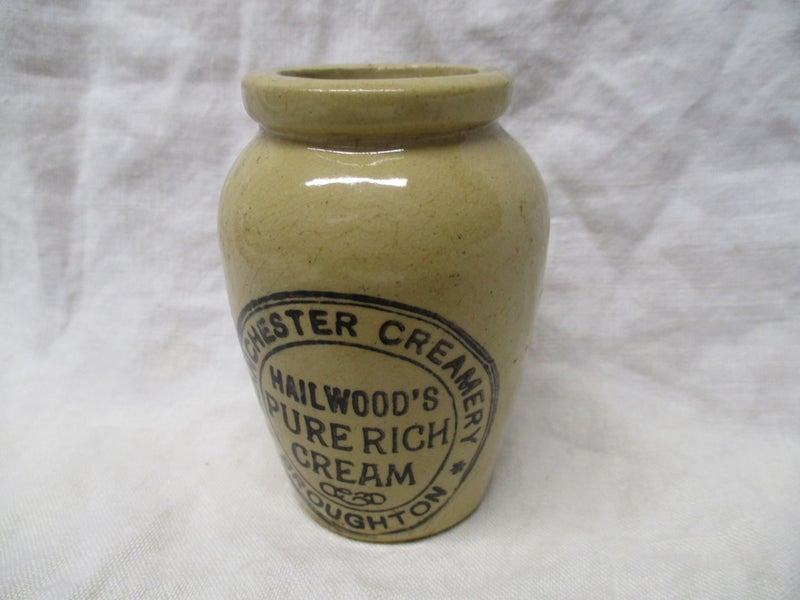 CHESTER CREAMERY *
HAILWOOD'S
PURE RICH
CREAM
BROUGHTON